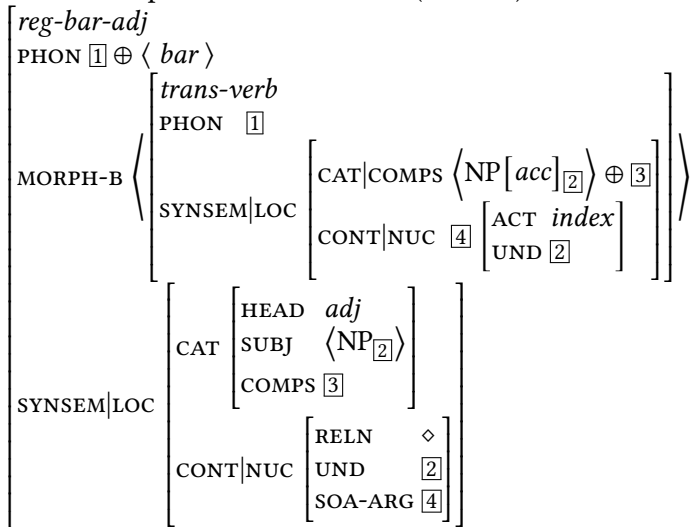 reg-bar-adj
PHON 1 ⊕ ⟨ bar ⟩
trans-verb
PHON 1
MORPH-B
CAT|COMPS ⟨NP[acc]2⟩ ⊕ 3
SYNSEM|LOC
CONT|NUC 4 [ACT index
UND 2]
HEAD adj
CAT SUBJ ⟨NP2⟩
COMPS 3
SYNSEM|LOC
RELN ⋄
CONT|NUC UND 2
SOA-ARG 4